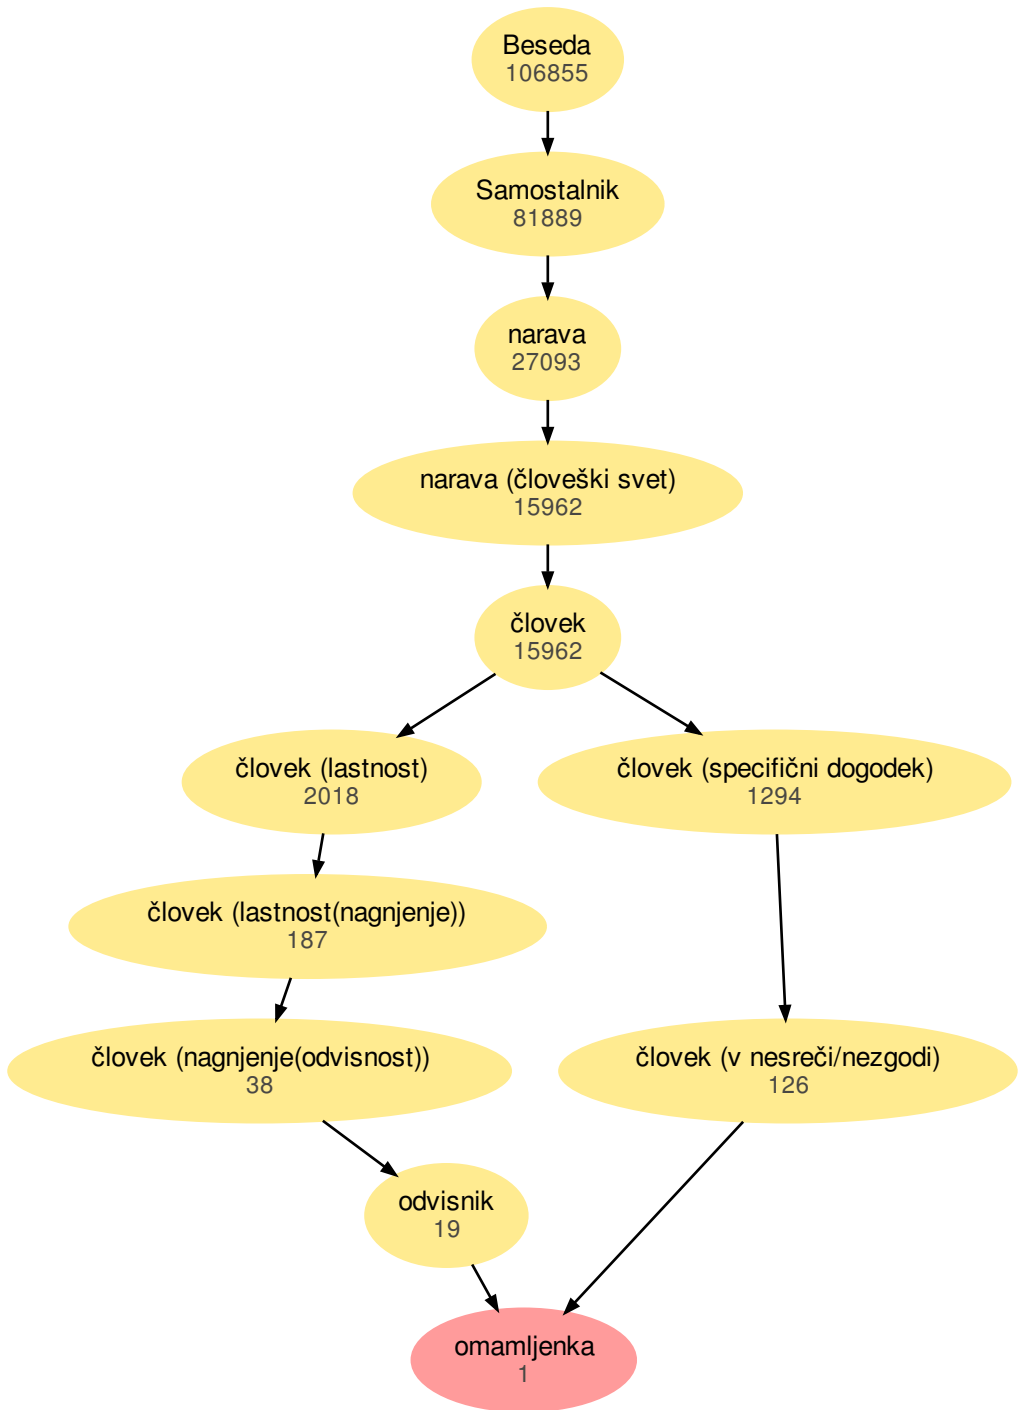 Beseda
106855
Samostalnik
81889
narava
27093
narava (človeški svet)
15962
človek
15962
človek (lastnost)
2018
človek (specifični dogodek)
1294
človek (lastnost(nagnjenje))
187
človek (nagnjenje(odvisnost))
38
človek (v nesreči/nezgodi)
126
odvisnik
19
omamljenka
1